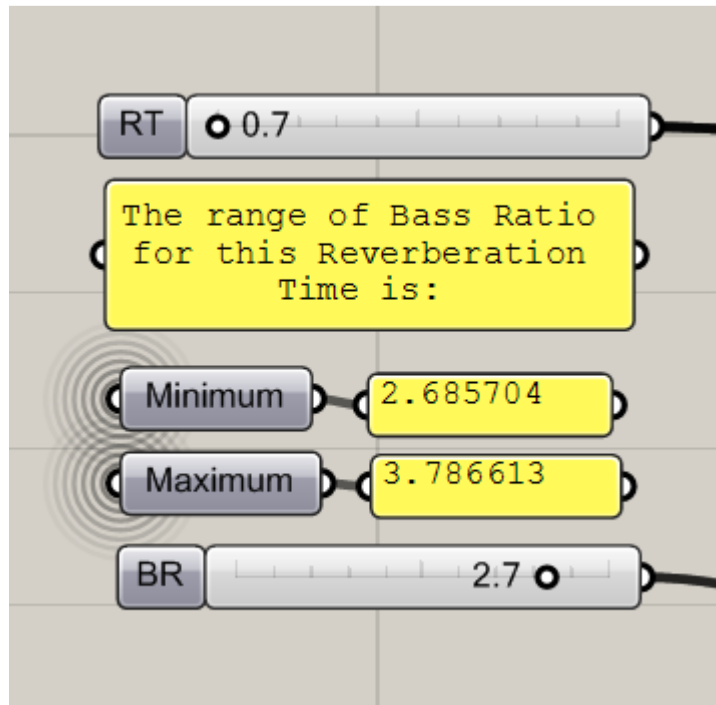 RT 0.7
The range of Bass Ratio
for this Reverberation
Time is:
Minimum 2.685704
Maximum 3.786613
BR 2.7